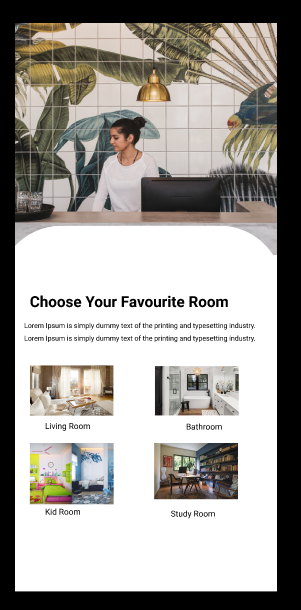 Choose Your Favourite Room
Lorem Ipsum is simply dummy text of the printing and typesetting industry.
Lorem Ipsum is simply dummy text of the printing and typesetting industry.
Living Room
Bathroom
Kid Room
Study Room